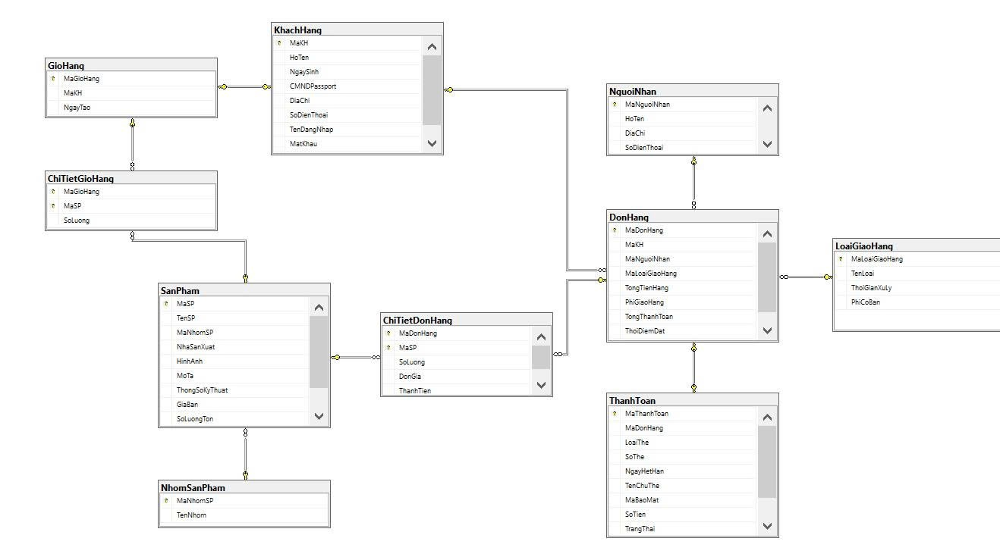 KhachHang
MaKH
HoTen
NgaySinh
CMNDPassport
DiaChi
SoDienThoai
TenDangNhap
MatKhau
GioHang
MaGioHang
MaKH
NgayTao
ChiTietGioHang
MaGioHang
MaSP
SoLuong
NguoiNhan
MaNguoiNhan
HoTen
DiaChi
SoDienThoai
DonHang
MaDonHang
MaKH
MaNguoiNhan
MaLoaiGiaoHang
TongTienHang
PhiGiaoHang
TongThanhToan
ThoiDiemDat
LoaiGiaoHang
MaLoaiGiaoHang
TenLoai
ThoiGianXuLy
PhiCoBan
SanPham
MaSP
TenSP
MaNhomSP
NhaSanXuat
HinhAnh
MoTa
ThongSoKyThuat
GiaBan
SoLuongTon
ChiTietDonHang
MaDonHang
MaSP
SoLuong
DonGia
ThanhTien
ThanhToan
MaThanhToan
MaDonHang
LoaiThe
SoThe
NgayHetHan
TenChuThe
MaBaoMat
SoTien
TrangThai
NhomSanPham
MaNhomSP
TenNhom